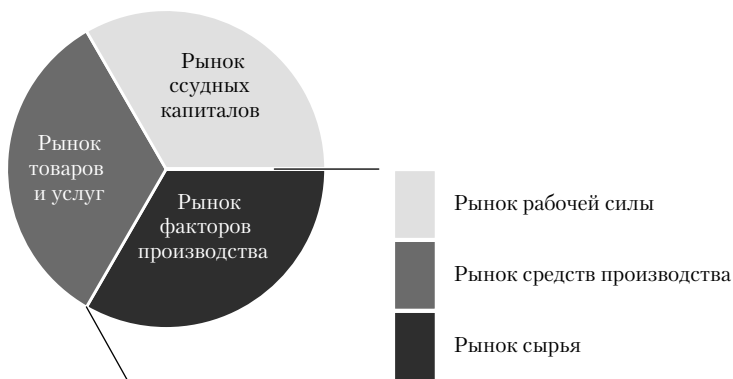 Рынок
ссудных
капиталов
Рынок
товаров
и услуг
Рынок
факторов
производства
Рынок рабочей силы
Рынок средств производства
Рынок сырья